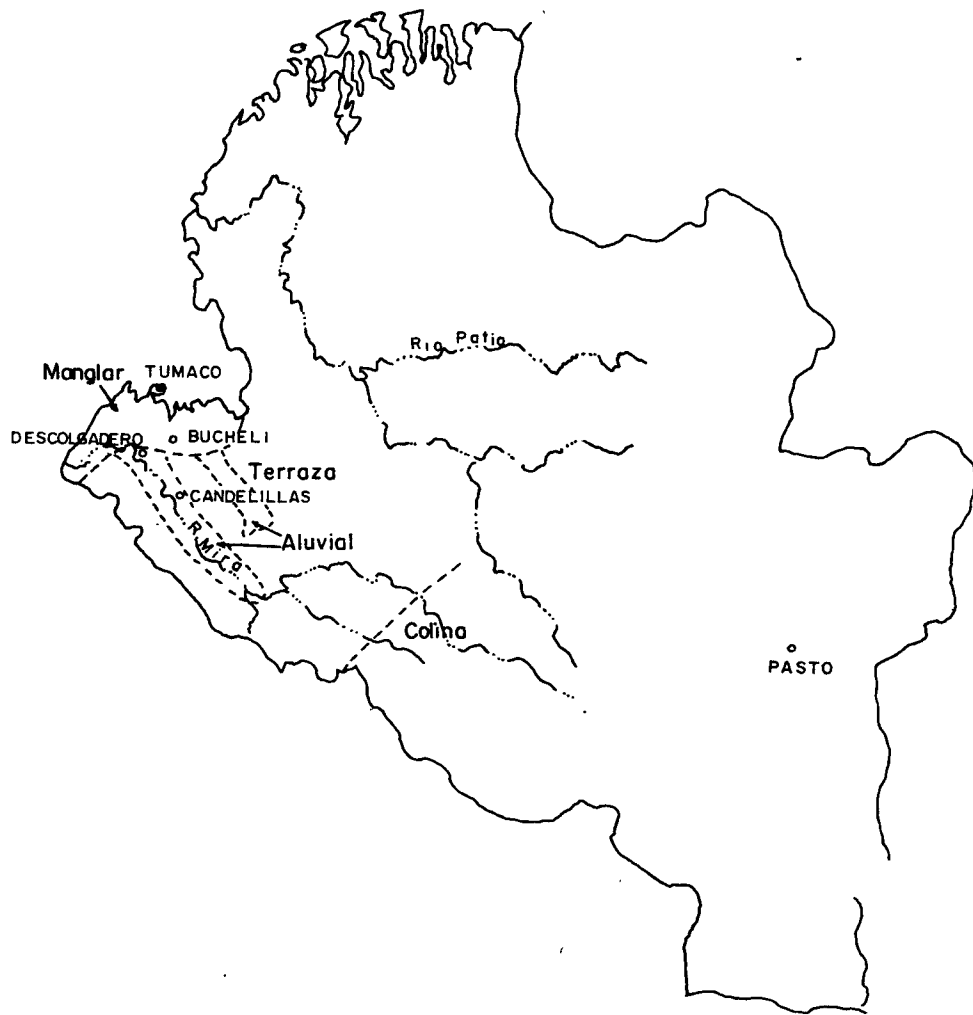 Rio Patia
Manglar TUMACO
DESCOLGADERO BUCHELI
Terraza
CANDELILLAS
R. Mira
Aluvial
Colina
PASTO